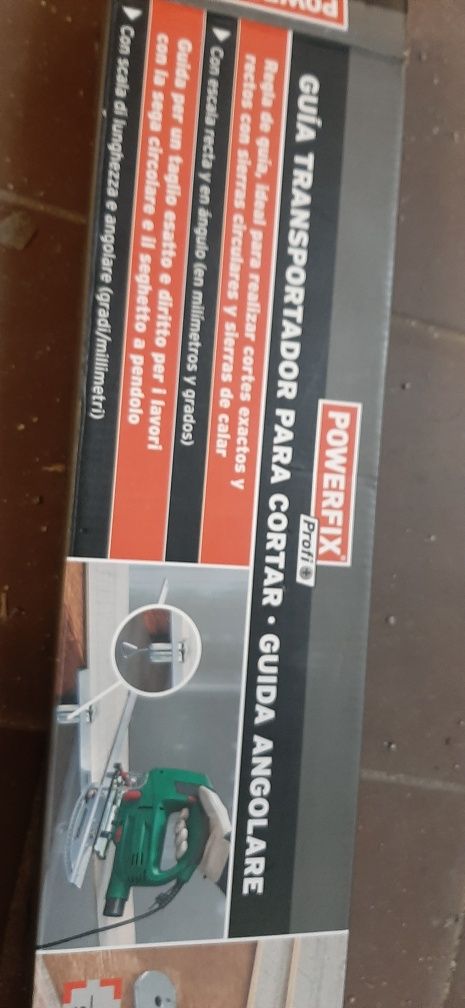 POWERFIX®
Profi+
GUÍA TRANSPORTADOR PARA CORTAR • GUIDA ANGOLARE
Regla de guía, ideal para realizar cortes exactos y
rectos con sierras circulares y sierras de calar
▶ Con escala recta y en ángulo (en milímetros y grados)
Guida per un taglio esatto e diritto per i lavori
con la sega circolare e il seghetto a pendolo
▶ Con scala di lunghezza e angolare (gradi/millimetri)